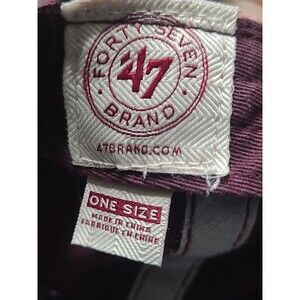 FORTY SEVEN
'47
BRAND
47BRAND.COM
ONE SIZE
MADE IN CHINA
FABRIQUÉ EN CHINE